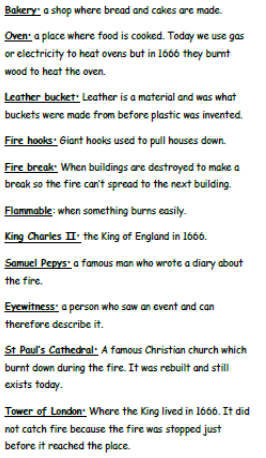 Bakery: a shop where bread and cakes are made.
Oven: a place where food is cooked. Today we use gas
or electricity to heat ovens but in 1666 they burnt
wood to heat the oven.
Leather bucket: Leather is a material and was what
buckets were made from before plastic was invented.
Fire hooks: Giant hooks used to pull houses down.
Fire break: When buildings are destroyed to make a
break so the fire can't spread to the next building.
Flammable: when something burns easily.
King Charles II: the King of England in 1666.
Samuel Pepys: a famous man who wrote a diary about
the fire.
Eyewitness: a person who saw an event and can
therefore describe it.
St Paul's Cathedral: A famous Christian church which
burnt down during the fire. It was rebuilt and still
exists today.
Tower of London: Where the King lived in 1666. It did
not catch fire because the fire was stopped just
before it reached the place.